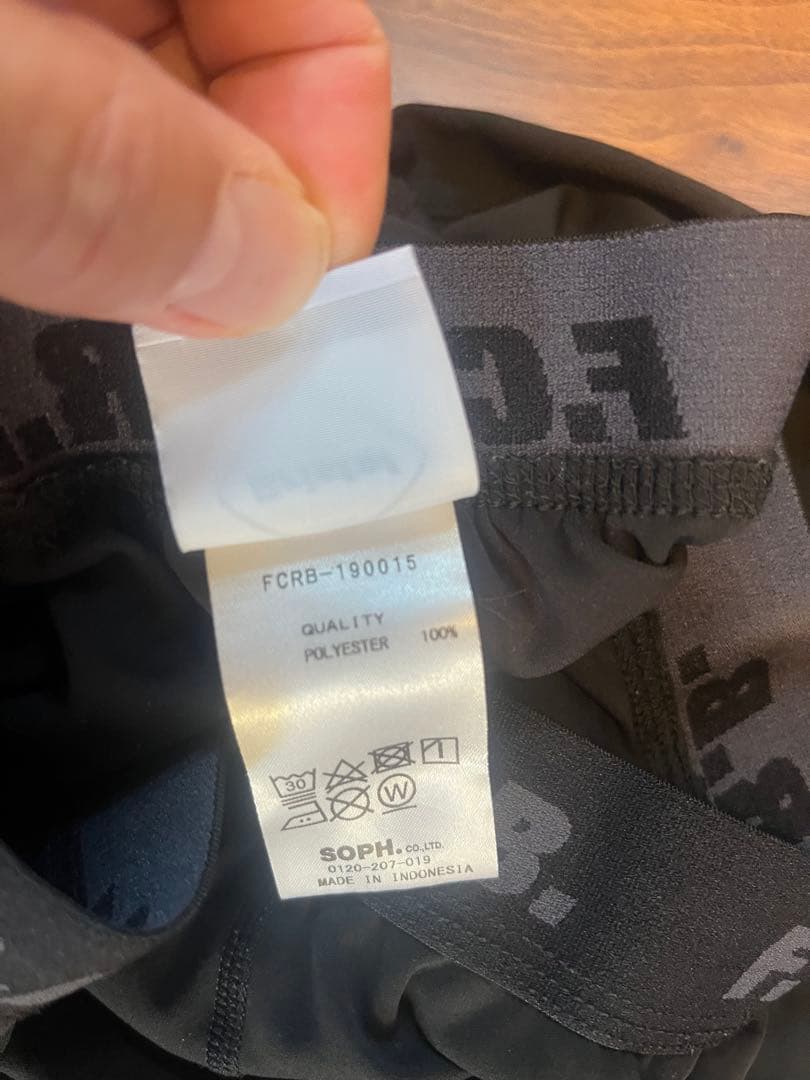 F.C.
R.
FCRB-190015
QUALITY
POLYESTER 100%
30
W
SOPH. CO.,LTD.
0120-207-019
MADE IN INDONESIA
.B.
B.
F